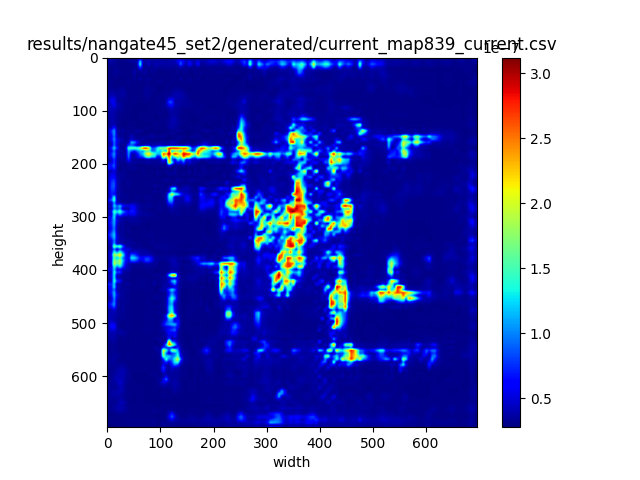 results/nangate45_set2/generated/current_map839_current.csv
1e−7
0
100
200
300
400
500
600
height
0 100 200 300 400 500 600
width
3.0
2.5
2.0
1.5
1.0
0.5